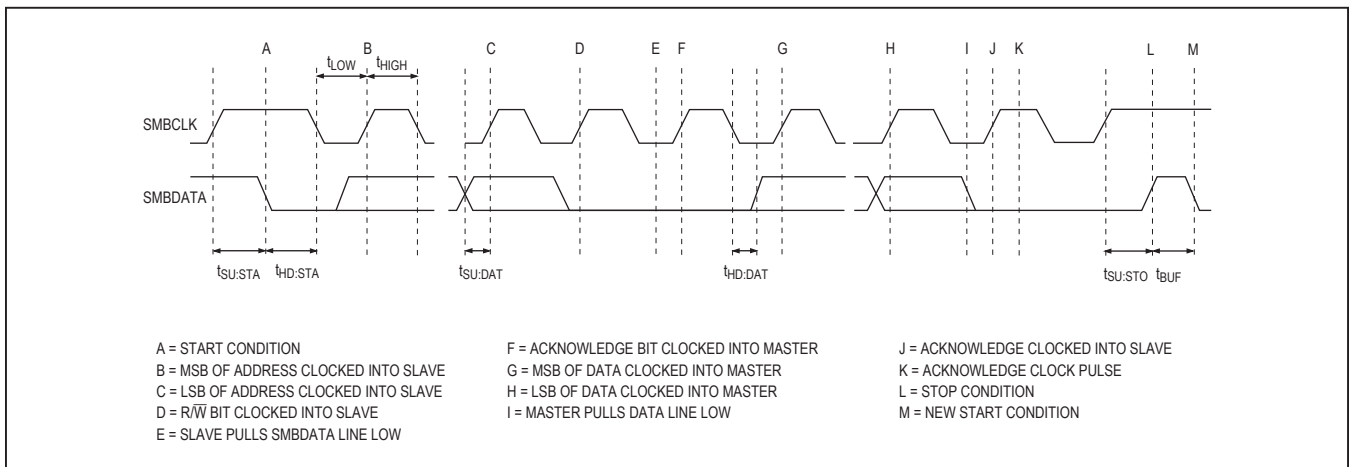 A B C D E F G H I J K L M
tLOW tHIGH
SMBCLK
SMBDATA
tSU:STA tHD:STA tSU:DAT tHD:DAT tSU:STO tBUF
A = START CONDITION
B = MSB OF ADDRESS CLOCKED INTO SLAVE
C = LSB OF ADDRESS CLOCKED INTO SLAVE
D = R/W̅ BIT CLOCKED INTO SLAVE
E = SLAVE PULLS SMBDATA LINE LOW
F = ACKNOWLEDGE BIT CLOCKED INTO MASTER
G = MSB OF DATA CLOCKED INTO MASTER
H = LSB OF DATA CLOCKED INTO MASTER
I = MASTER PULLS DATA LINE LOW
J = ACKNOWLEDGE CLOCKED INTO SLAVE
K = ACKNOWLEDGE CLOCK PULSE
L = STOP CONDITION
M = NEW START CONDITION